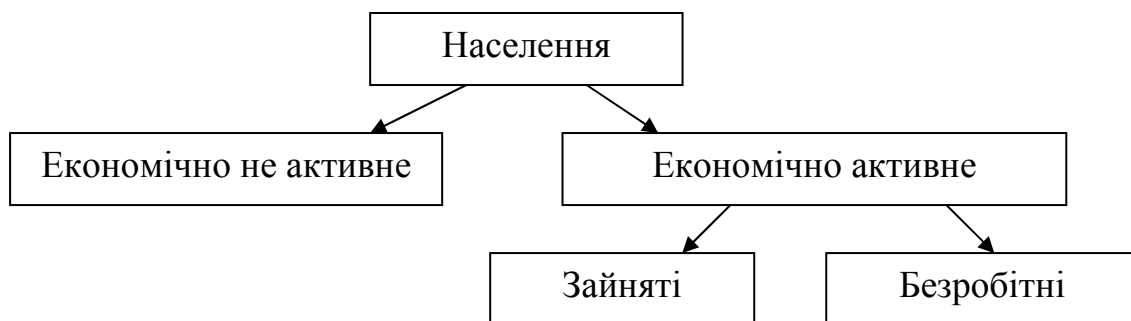 Населення
Економічно не активне
Економічно активне
Зайняті
Безробітні